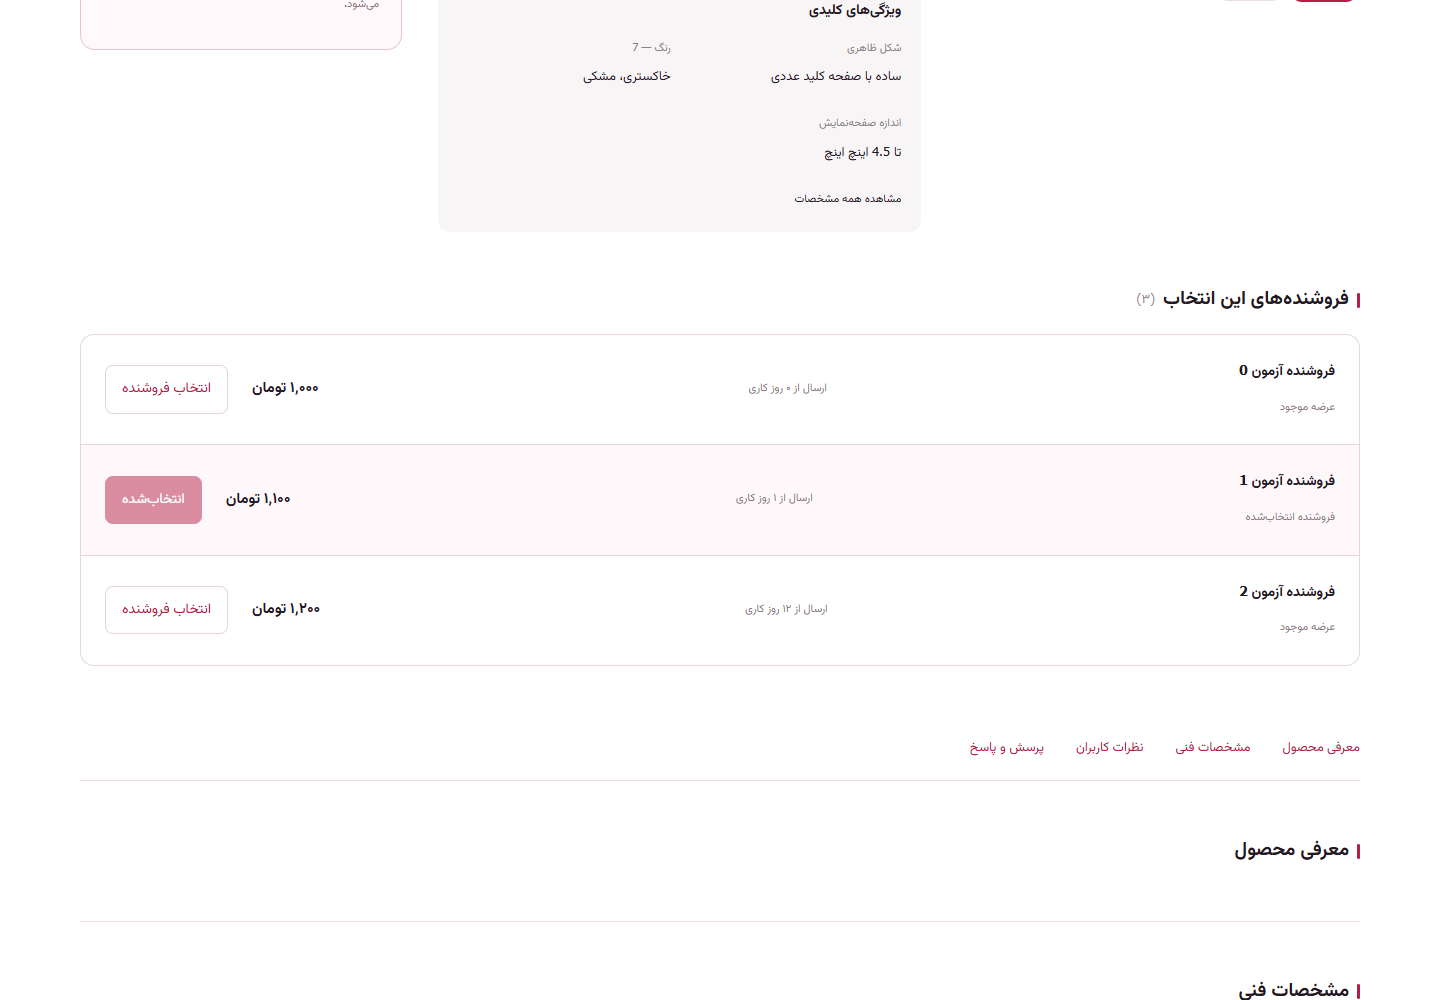 می‌شود.
ویژگی‌های کلیدی
شکل ظاهری
رنگ — 7
ساده با صفحه کلید عددی
خاکستری، مشکی
اندازه صفحه‌نمایش
تا 4.5 اینچ اینچ
مشاهده همه مشخصات
فروشنده‌های این انتخاب (۳)
فروشنده آزمون 0
عرضه موجود
ارسال از ۰ روز کاری
۱,۰۰۰ تومان
انتخاب فروشنده
فروشنده آزمون 1
فروشنده انتخاب‌شده
ارسال از ۱ روز کاری
۱,۱۰۰ تومان
انتخاب‌شده
فروشنده آزمون 2
عرضه موجود
ارسال از ۱۲ روز کاری
۱,۲۰۰ تومان
انتخاب فروشنده
معرفی محصول
مشخصات فنی
نظرات کاربران
پرسش و پاسخ
معرفی محصول
مشخصات فنی